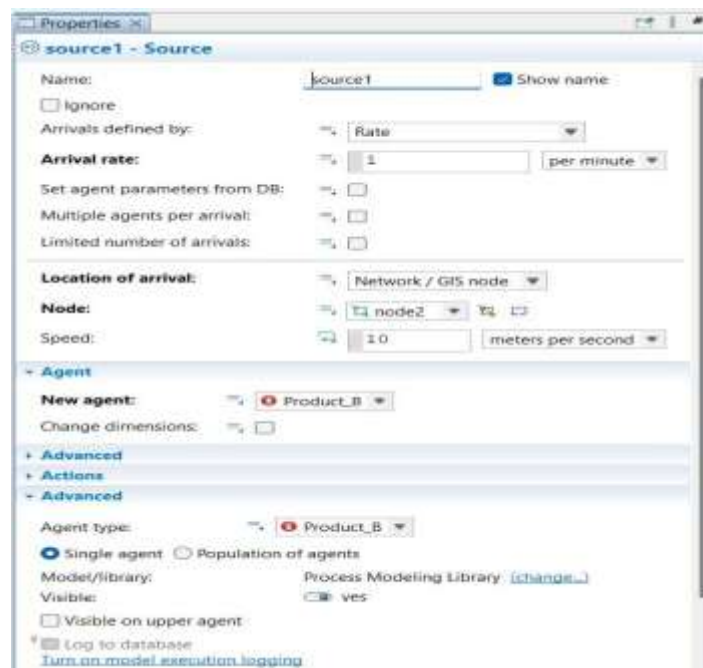 Properties
source1 - Source
Name: source1 Show name
Ignore
Arrivals defined by: Rate
Arrival rate: 1 per minute
Set agent parameters from DB:
Multiple agents per arrival:
Limited number of arrivals:
Location of arrival: Network / GIS node
Node: node2
Speed: 10 meters per second
Agent
New agent: Product_B
Change dimensions:
Advanced
Actions
Advanced
Agent type: Product_B
Single agent Population of agents
Model/library: Process Modeling Library (change...)
Visible: yes
Visible on upper agent
Log to database
Turn on model execution logging